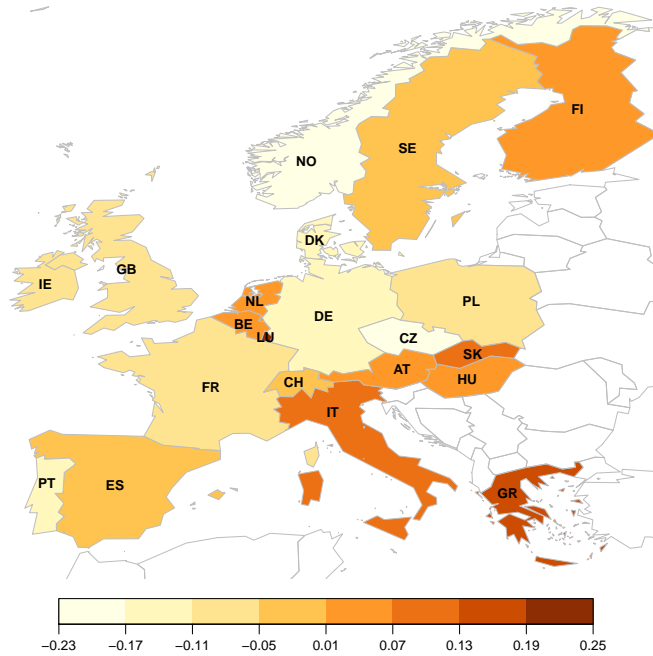 FI
SE
NO
DK
GB
IE
NL
PL
BE
DE
LU
CZ
SK
AT
CH
HU
FR
IT
PT
ES
GR
−0.23 −0.17 −0.11 −0.05 0.01 0.07 0.13 0.19 0.25